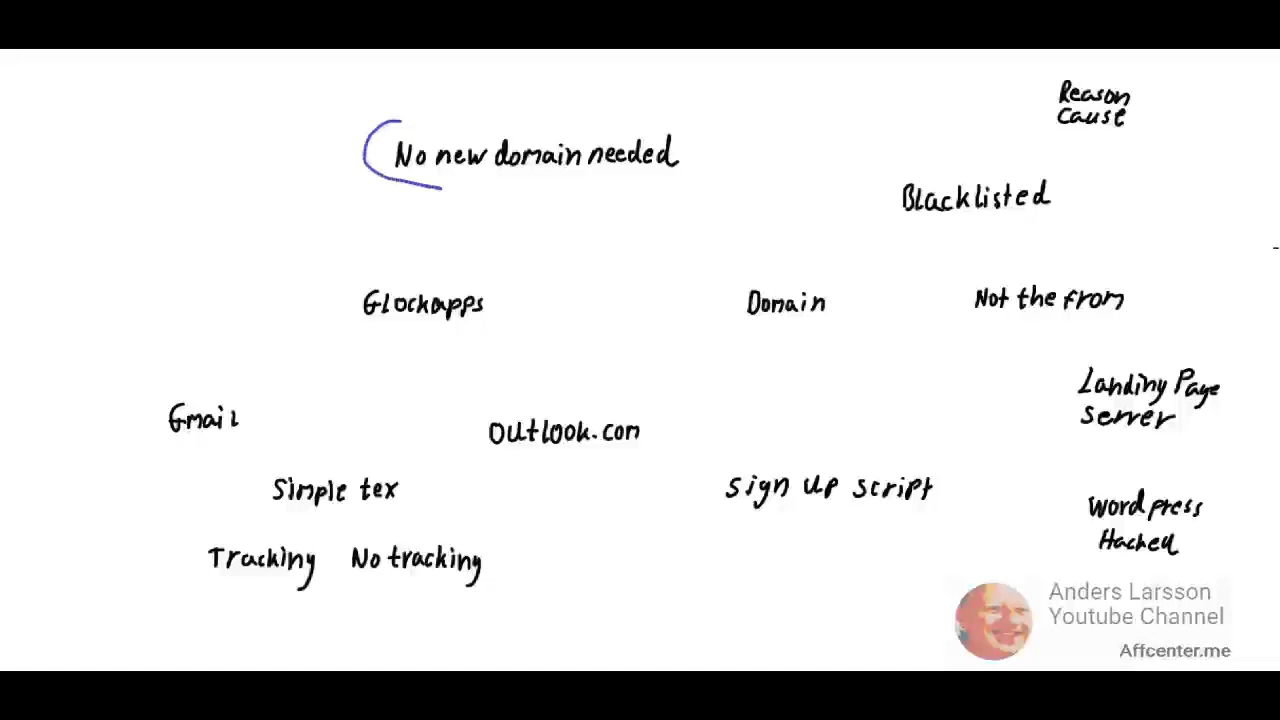 Reason
Cause
No new domain needed
Blacklisted
Glockapps
Domain
Not the from
Landing Page
server
Gmail
Outlook.con
Simple tex
sign up script
Wordpress
Hacked
Tracking
No tracking
Anders Larsson
Youtube Channel
Affcenter.me